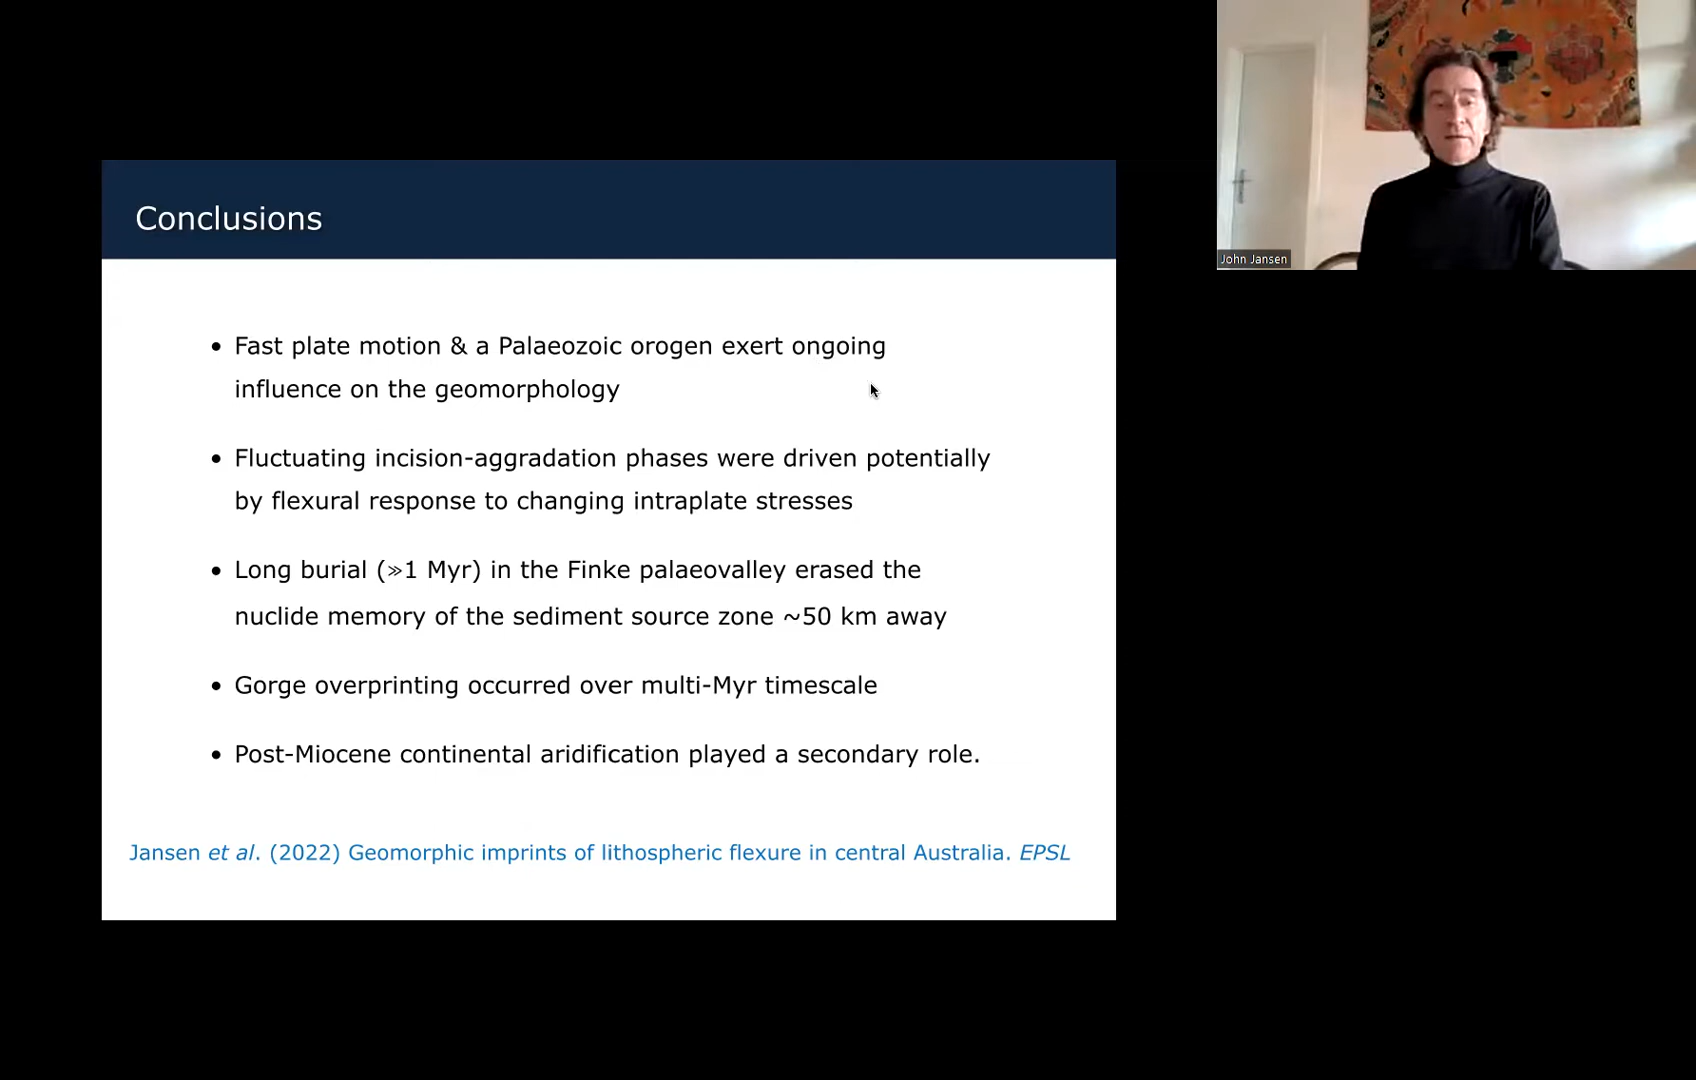 John Jansen
Conclusions
• Fast plate motion & a Palaeozoic orogen exert ongoing
influence on the geomorphology
• Fluctuating incision-aggradation phases were driven potentially
by flexural response to changing intraplate stresses
• Long burial (≫1 Myr) in the Finke palaeovalley erased the
nuclide memory of the sediment source zone ~50 km away
• Gorge overprinting occurred over multi-Myr timescale
• Post-Miocene continental aridification played a secondary role.
Jansen et al. (2022) Geomorphic imprints of lithospheric flexure in central Australia. EPSL